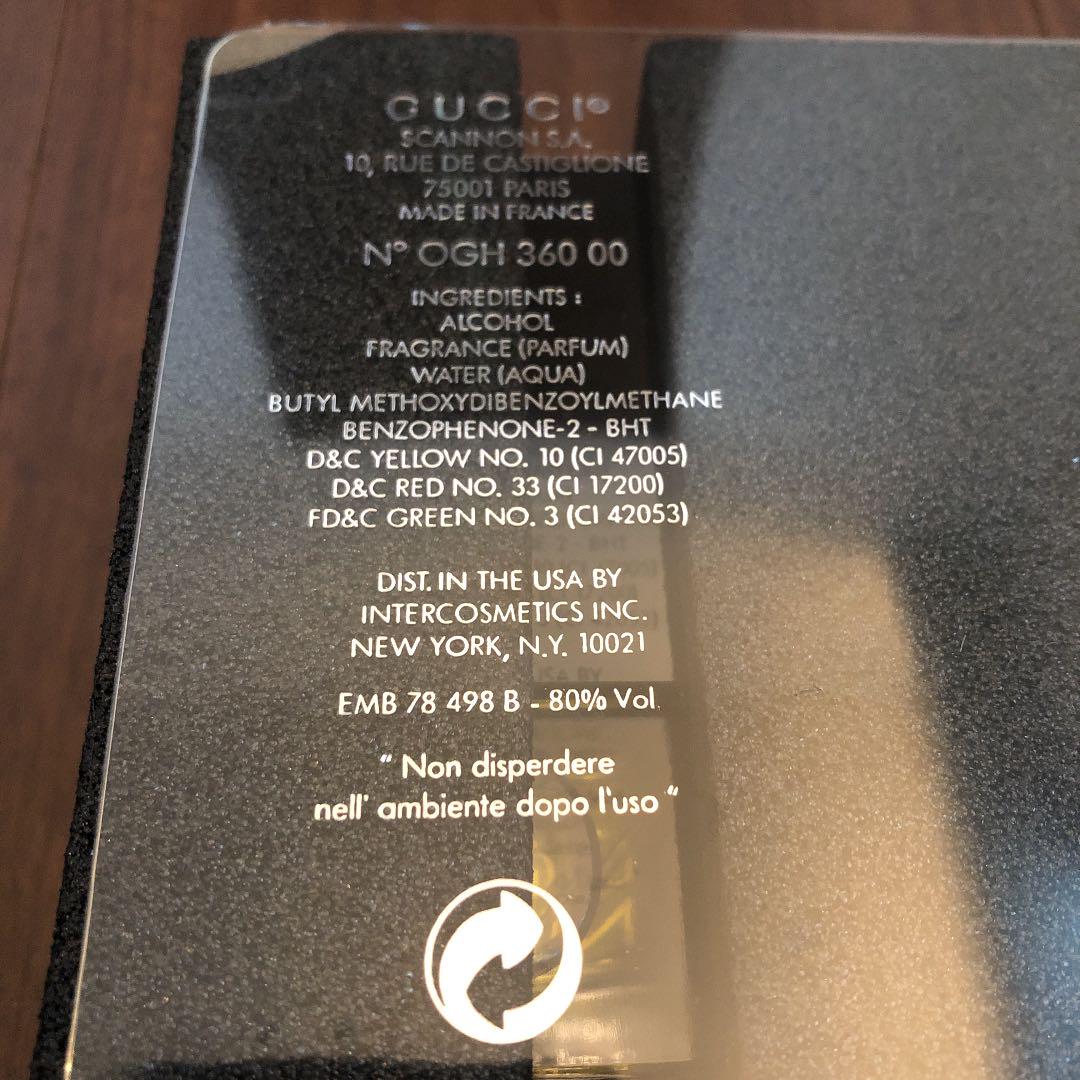 GUCCI®
SCANNON S.A.
10, RUE DE CASTIGLIONE
75001 PARIS
MADE IN FRANCE
N° OGH 360 00
INGREDIENTS :
ALCOHOL
FRAGRANCE (PARFUM)
WATER (AQUA)
BUTYL METHOXYDIBENZOYLMETHANE
BENZOPHENONE-2 - BHT
D&C YELLOW NO. 10 (CI 47005)
D&C RED NO. 33 (CI 17200)
FD&C GREEN NO. 3 (CI 42053)
DIST. IN THE USA BY
INTERCOSMETICS INC.
NEW YORK, N.Y. 10021
EMB 78 498 B - 80% Vol.
“ Non disperdere
nell' ambiente dopo l'uso “